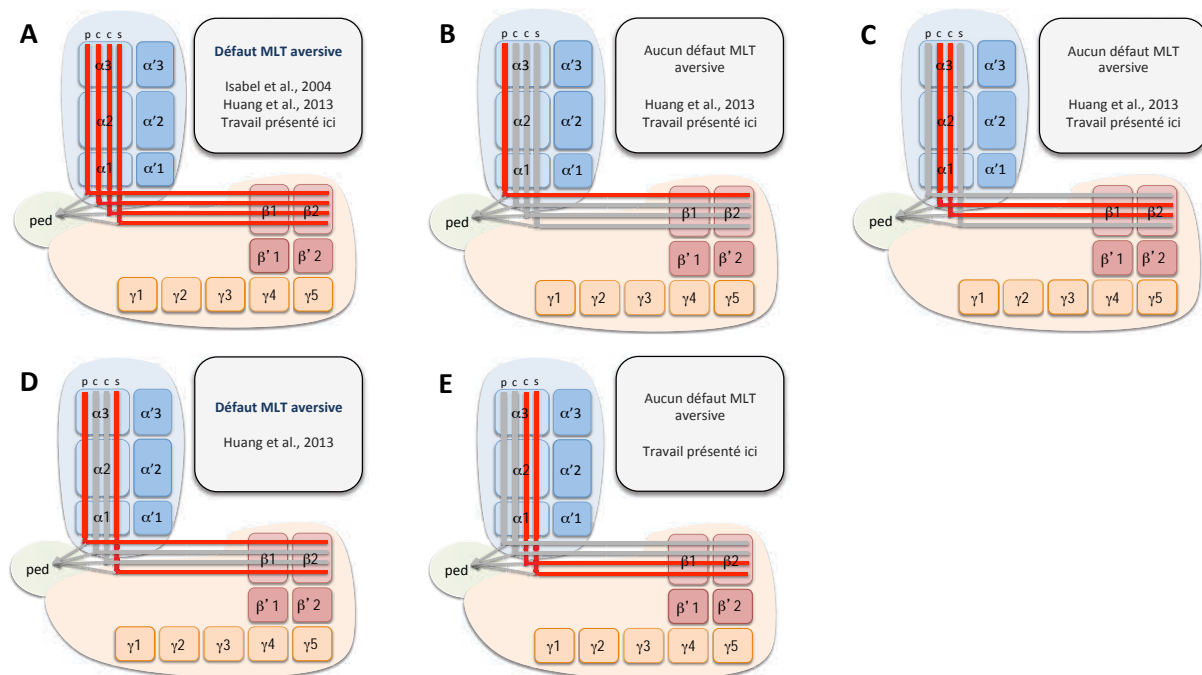 A
p c c s
α3
α'3
α2
α'2
α1
α'1
ped
β1
β2
β'1
β'2
γ1
γ2
γ3
γ4
γ5
Défaut MLT aversive
Isabel et al., 2004
Huang et al., 2013
Travail présenté ici
B
p c c s
α3
α'3
α2
α'2
α1
α'1
ped
β1
β2
β'1
β'2
γ1
γ2
γ3
γ4
γ5
Aucun défaut MLT
aversive
Huang et al., 2013
Travail présenté ici
C
p c c s
α3
α'3
α2
α'2
α1
α'1
ped
β1
β2
β'1
β'2
γ1
γ2
γ3
γ4
γ5
Aucun défaut MLT
aversive
Huang et al., 2013
Travail présenté ici
D
p c c s
α3
α'3
α2
α'2
α1
α'1
ped
β1
β2
β'1
β'2
γ1
γ2
γ3
γ4
γ5
Défaut MLT aversive
Huang et al., 2013
E
p c c s
α3
α'3
α2
α'2
α1
α'1
ped
β1
β2
β'1
β'2
γ1
γ2
γ3
γ4
γ5
Aucun défaut MLT
aversive
Travail présenté ici